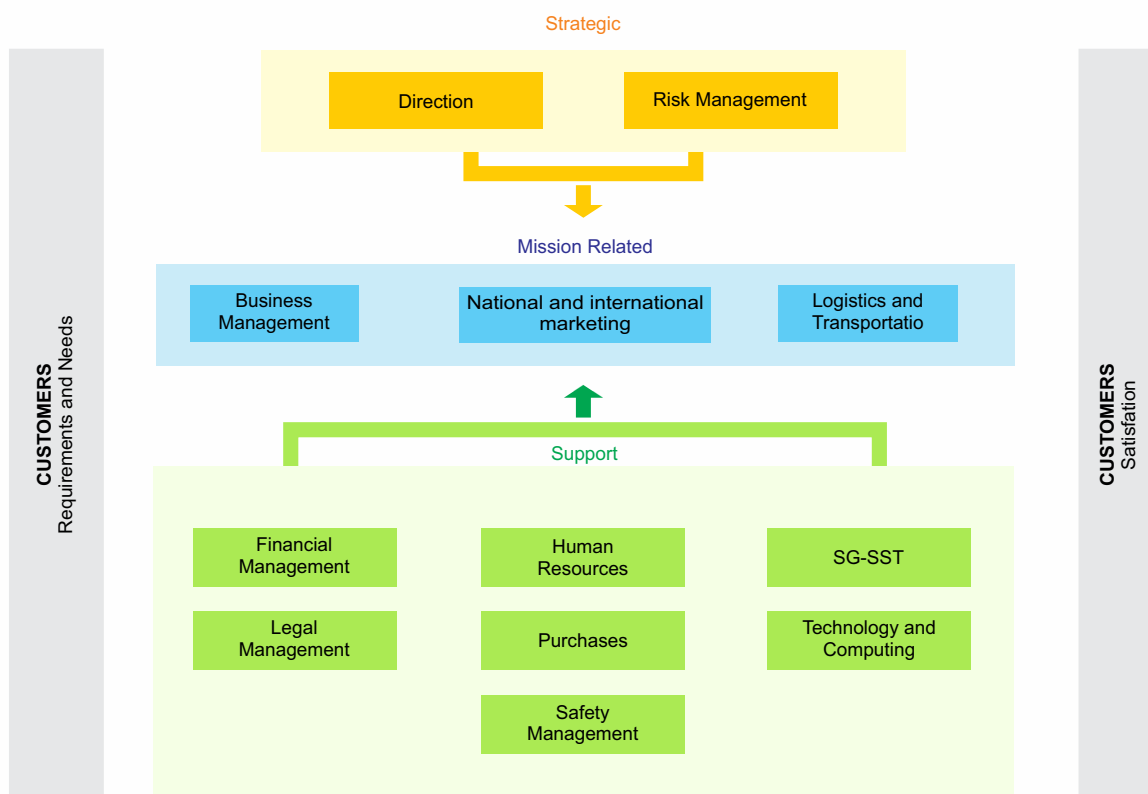 Strategic
Direction
Risk Management
Mission Related
Business
Management
National and international
marketing
Logistics and
Transportatio
CUSTOMERS
Requirements and Needs
CUSTOMERS
Satisfation
Support
Financial
Management
Human
Resources
SG-SST
Legal
Management
Purchases
Technology and
Computing
Safety
Management